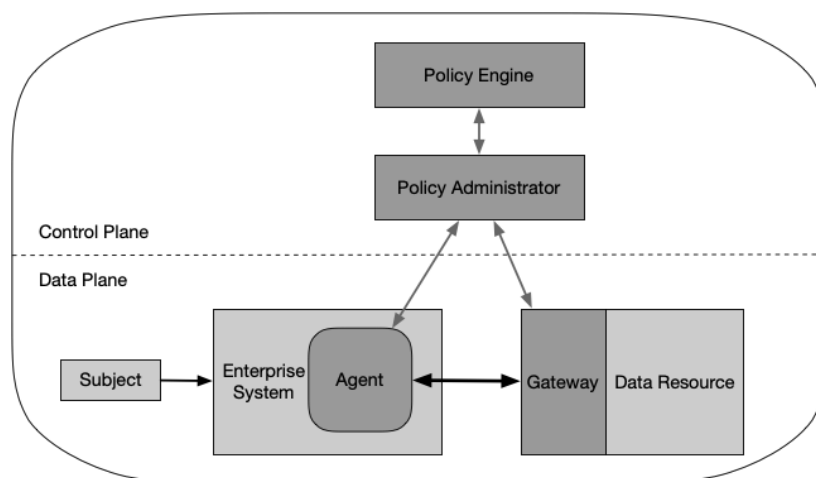 Policy Engine
Policy Administrator
Control Plane
Data Plane
Subject
Enterprise
System
Agent
Gateway
Data Resource